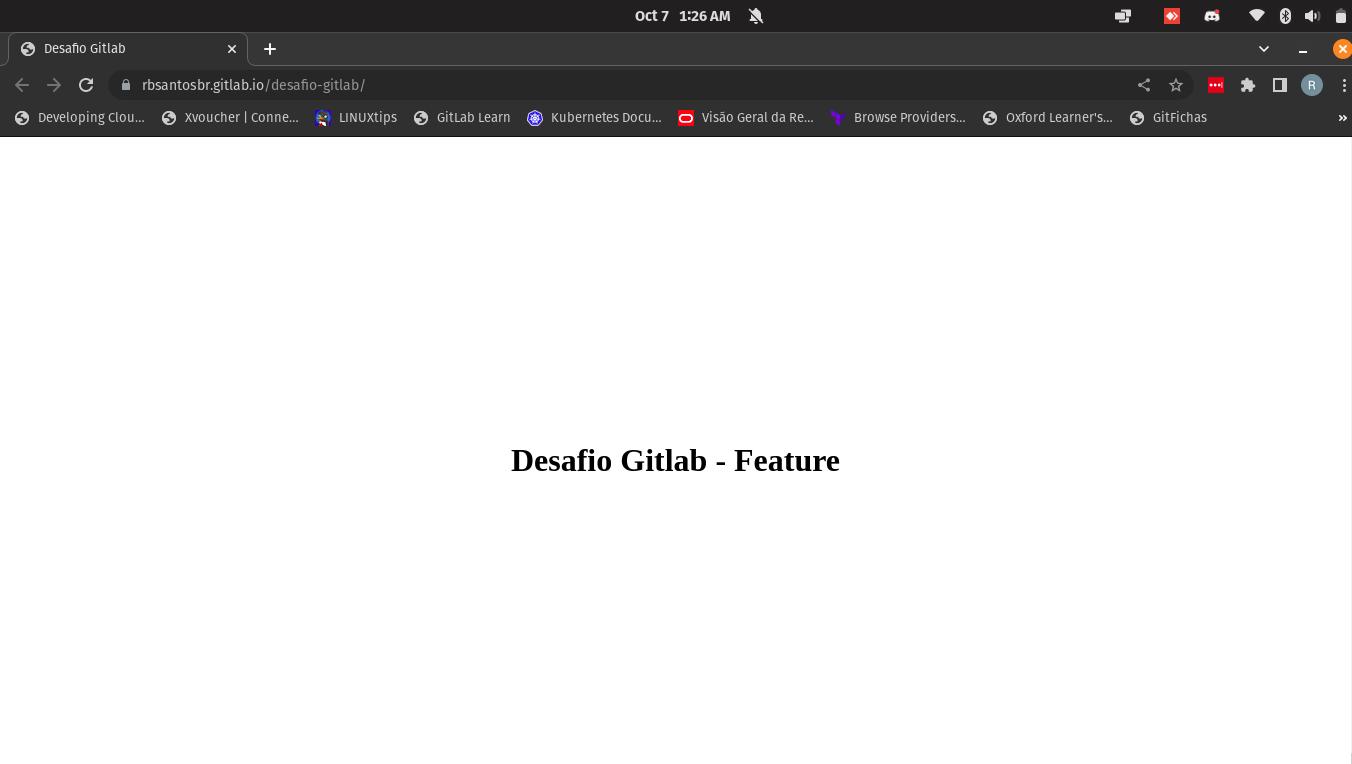 Oct 7 1:26 AM
Desafio Gitlab
rbsantosbr.gitlab.io/desafio-gitlab/
R
Developing Clou... Xvoucher | Conne... LINUXtips GitLab Learn Kubernetes Docu... Visão Geral da Re... Browse Providers... Oxford Learner's... GitFichas
Desafio Gitlab - Feature